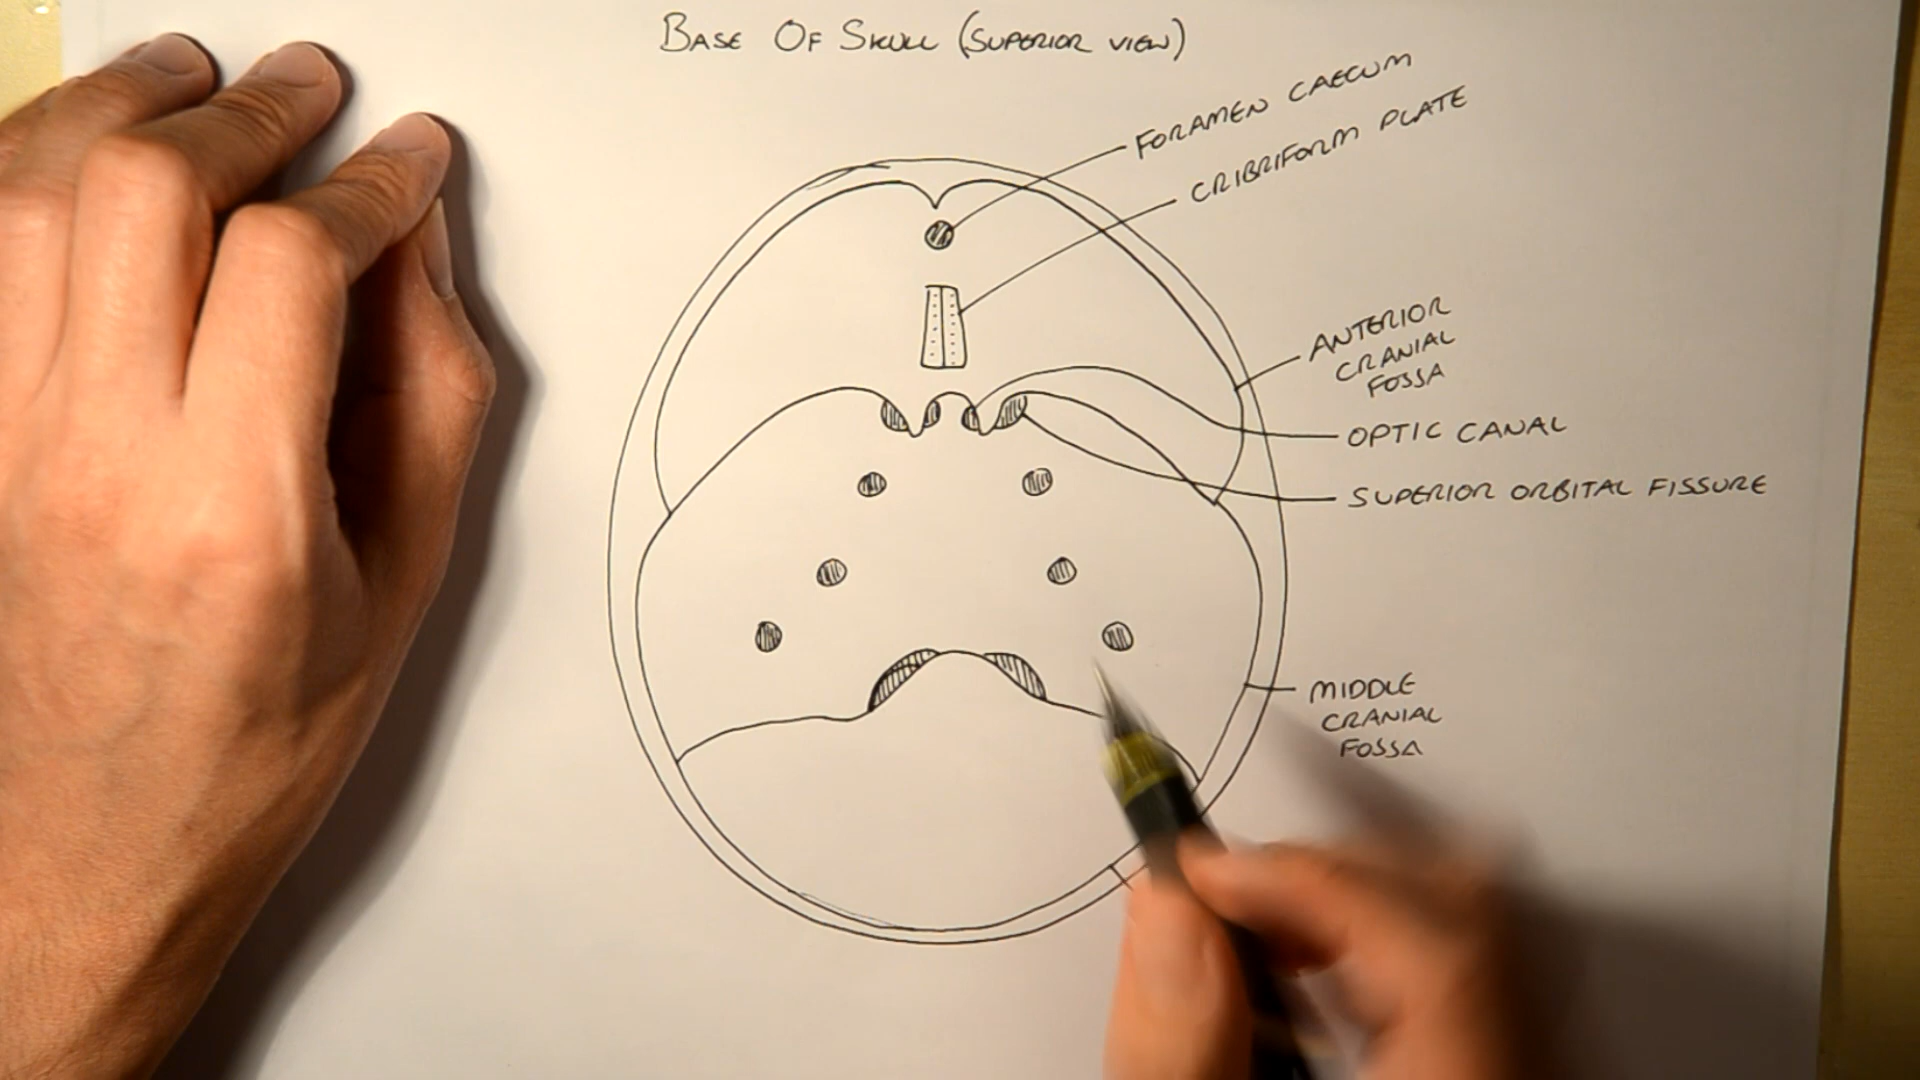 BASE OF SKULL (SUPERIOR VIEW)
FORAMEN CAECUM
CRIBRIFORM PLATE
ANTERIOR
CRANIAL
FOSSA
OPTIC CANAL
SUPERIOR ORBITAL FISSURE
MIDDLE
CRANIAL
FOSSA